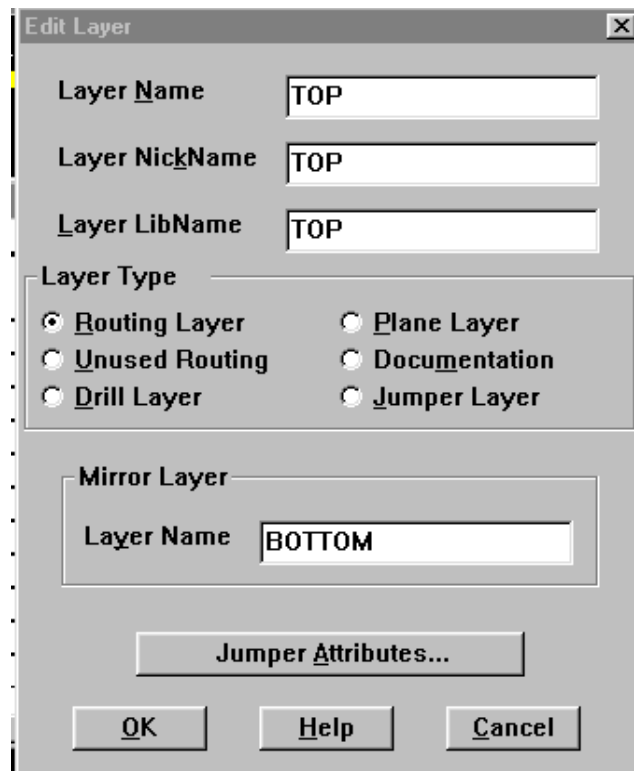 Edit Layer
Layer Name TOP
Layer NickName TOP
Layer LibName TOP
Layer Type
Routing Layer Plane Layer
Unused Routing Documentation
Drill Layer Jumper Layer
Mirror Layer
Layer Name BOTTOM
Jumper Attributes...
OK Help Cancel